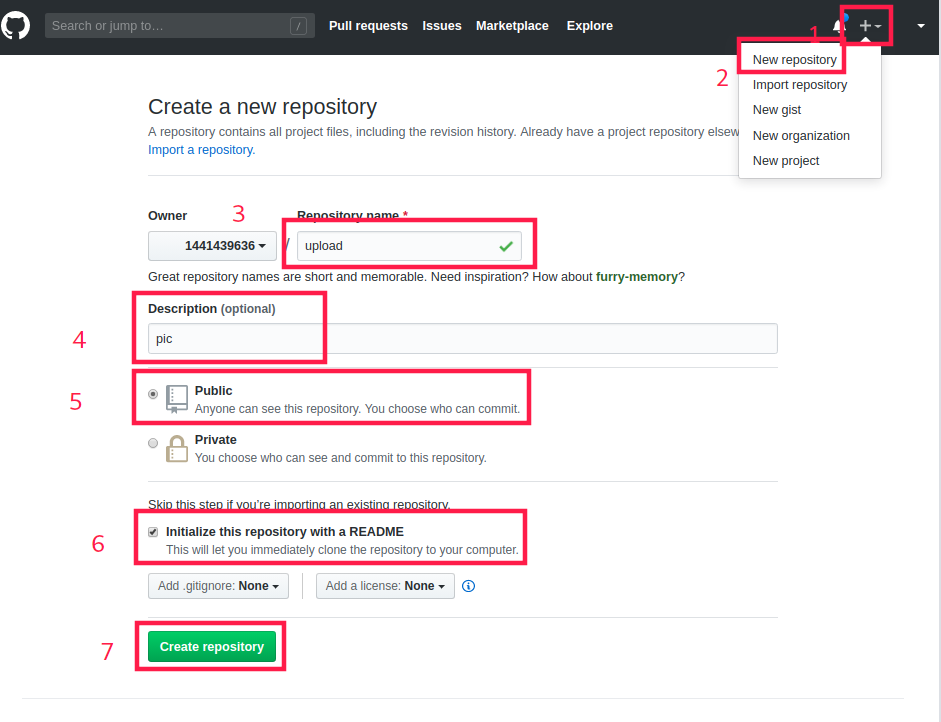 Search or jump to… / Pull requests Issues Marketplace Explore 1
2 New repository
Import repository
New gist
New organization
New project
Create a new repository
A repository contains all project files, including the revision history. Already have a project repository elsew
Import a repository.
Owner 3 Repository name *
1441439636 / upload
Great repository names are short and memorable. Need inspiration? How about furry-memory?
Description (optional)
4 pic
5 Public
Anyone can see this repository. You choose who can commit.
Private
You choose who can see and commit to this repository.
Skip this step if you're importing an existing repository.
6 Initialize this repository with a README
This will let you immediately clone the repository to your computer.
Add .gitignore: None Add a license: None
7 Create repository